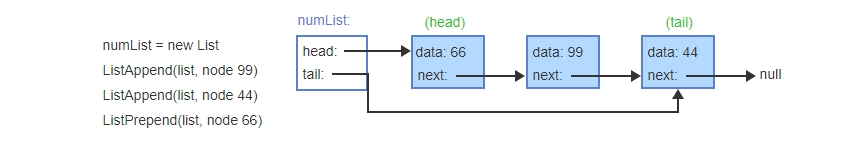 numList = new List
ListAppend(list, node 99)
ListAppend(list, node 44)
ListPrepend(list, node 66)
numList:
head:
tail:
(head)
data: 66
next:
data: 99
next:
(tail)
data: 44
next:
null